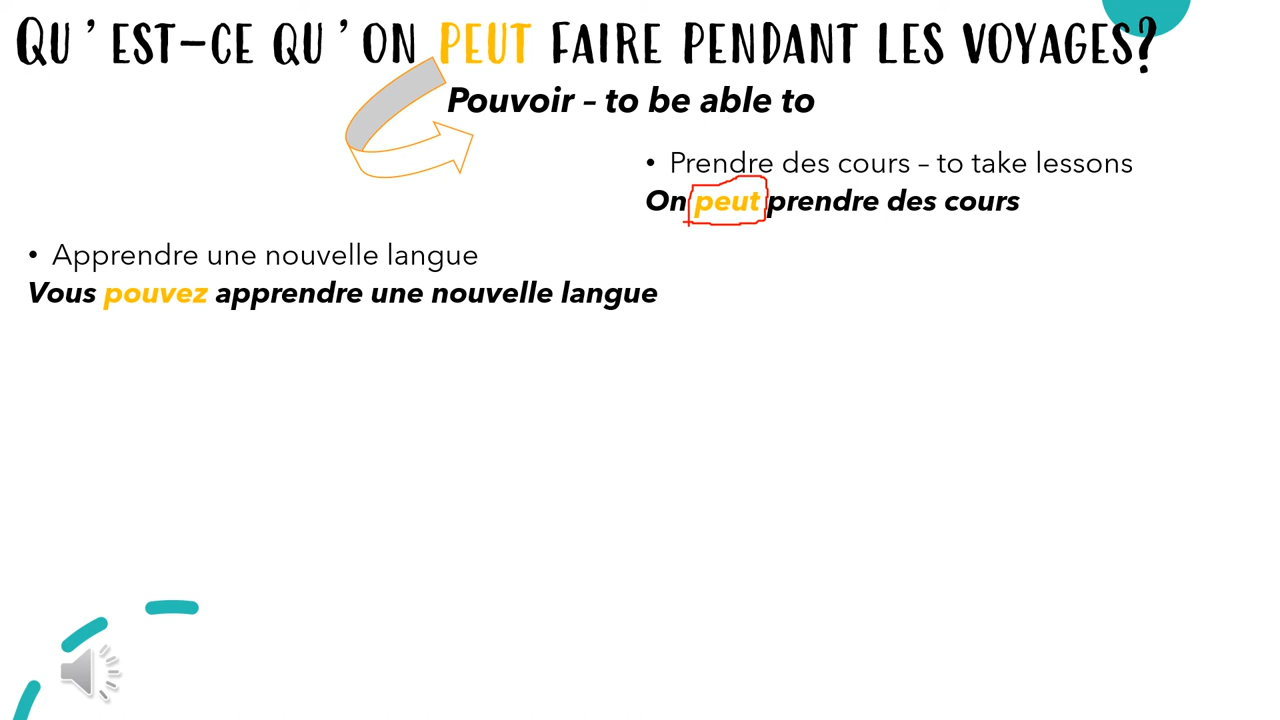 QU'EST-CE QU'ON PEUT FAIRE PENDANT LES VOYAGES?
Pouvoir – to be able to
• Prendre des cours – to take lessons
On peut prendre des cours
• Apprendre une nouvelle langue
Vous pouvez apprendre une nouvelle langue